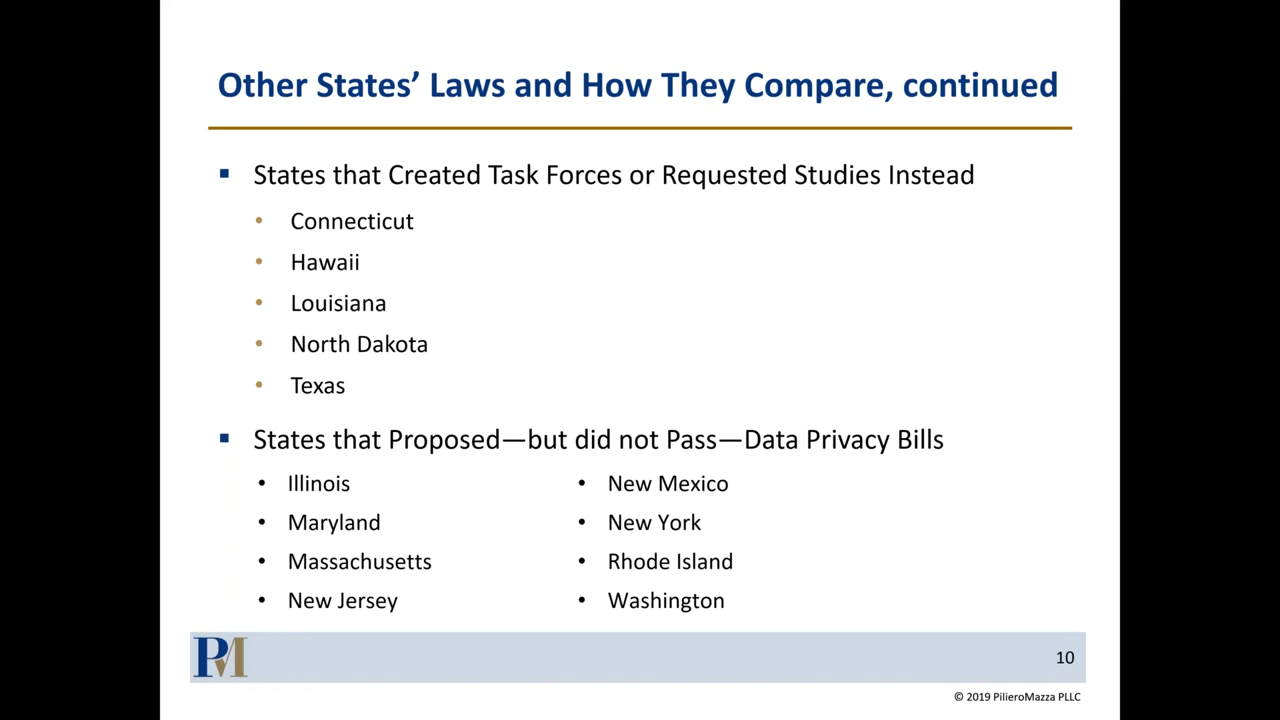 Other States’ Laws and How They Compare, continued
▪ States that Created Task Forces or Requested Studies Instead
• Connecticut
• Hawaii
• Louisiana
• North Dakota
• Texas
▪ States that Proposed—but did not Pass—Data Privacy Bills
• Illinois
• Maryland
• Massachusetts
• New Jersey
• New Mexico
• New York
• Rhode Island
• Washington
PM
10
© 2019 PilieroMazza PLLC